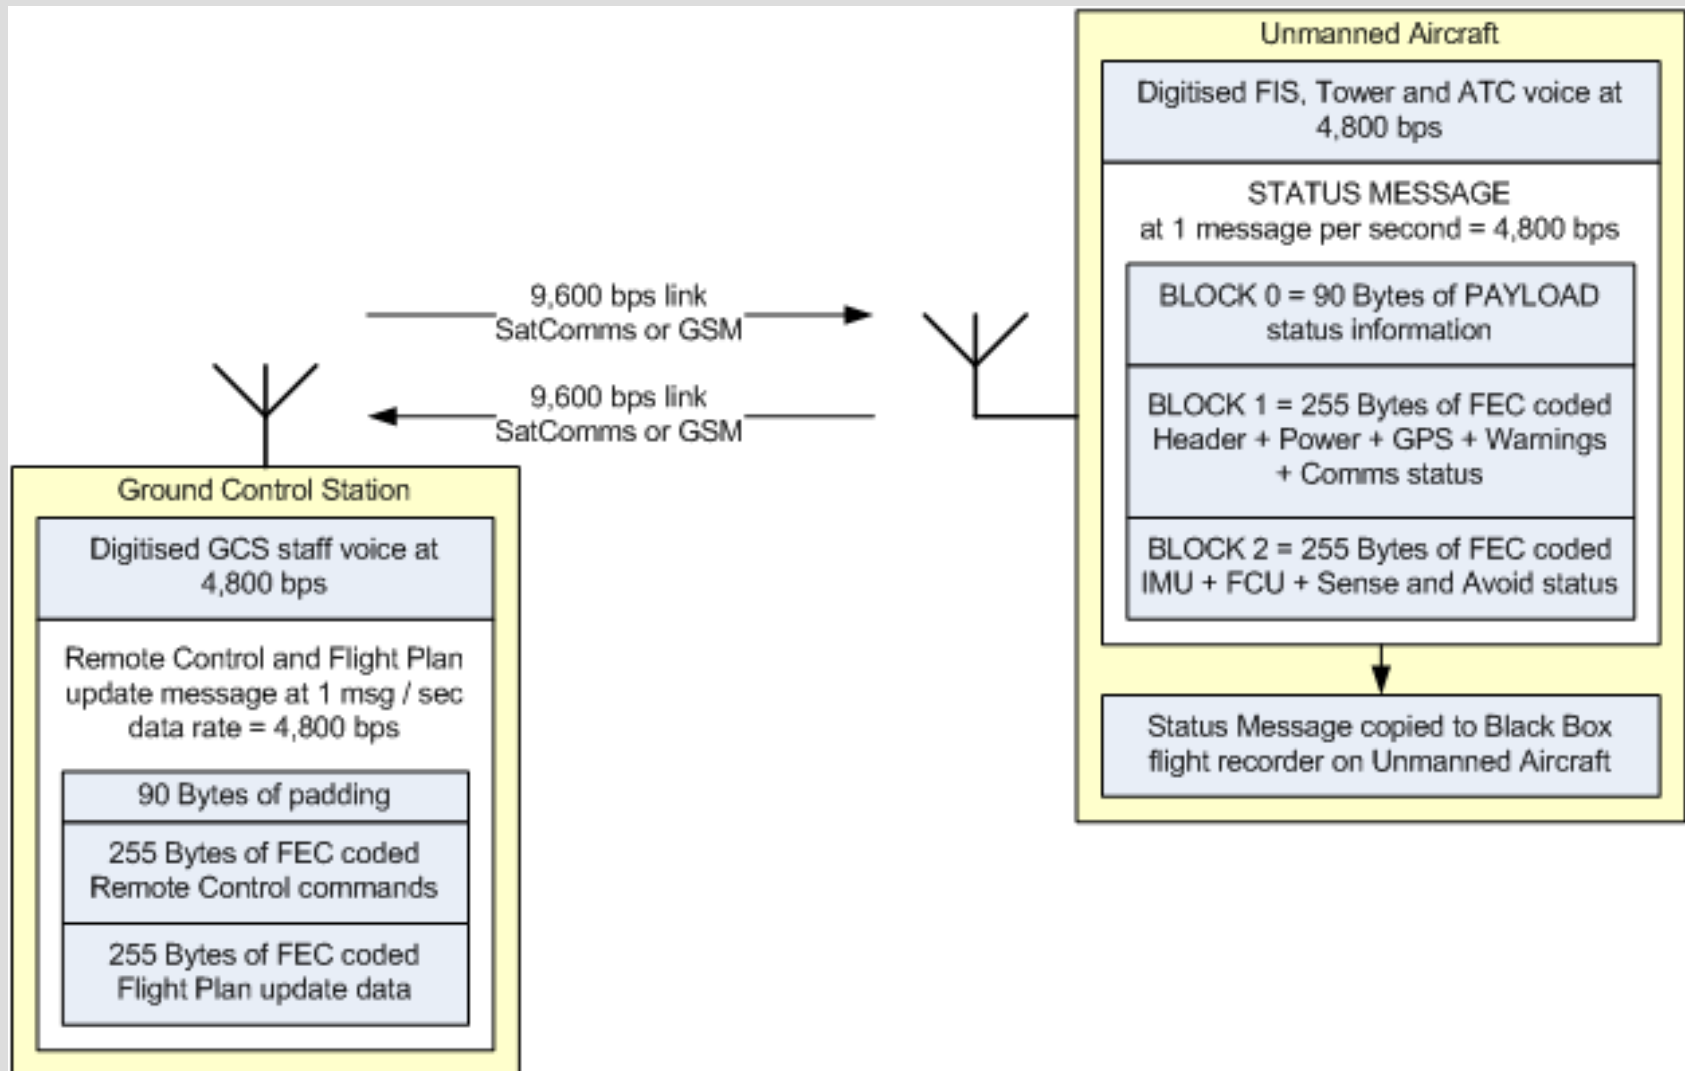 Unmanned Aircraft
Digitised FIS, Tower and ATC voice at
4,800 bps
STATUS MESSAGE
at 1 message per second = 4,800 bps
BLOCK 0 = 90 Bytes of PAYLOAD
status information
BLOCK 1 = 255 Bytes of FEC coded
Header + Power + GPS + Warnings
+ Comms status
BLOCK 2 = 255 Bytes of FEC coded
IMU + FCU + Sense and Avoid status
Status Message copied to Black Box
flight recorder on Unmanned Aircraft
9,600 bps link
SatComms or GSM
9,600 bps link
SatComms or GSM
Ground Control Station
Digitised GCS staff voice at
4,800 bps
Remote Control and Flight Plan
update message at 1 msg / sec
data rate = 4,800 bps
90 Bytes of padding
255 Bytes of FEC coded
Remote Control commands
255 Bytes of FEC coded
Flight Plan update data